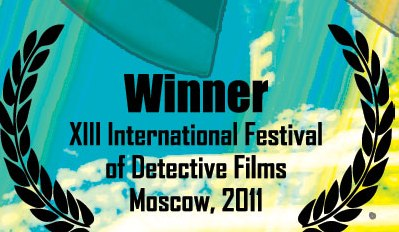 Winner
XIII International Festival
of Detective Films
Moscow, 2011